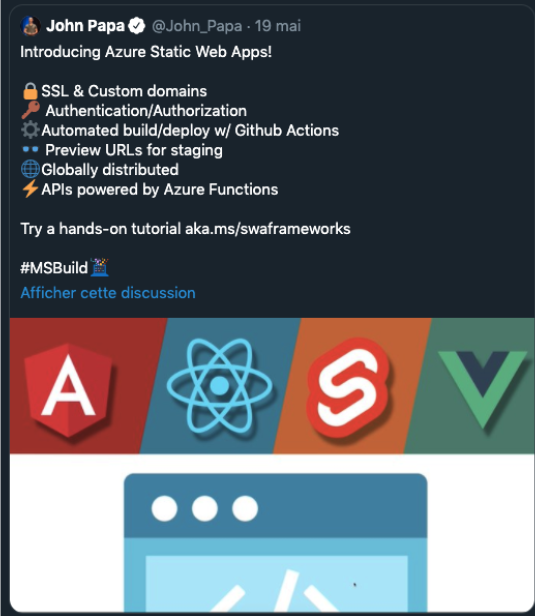 John Papa @John_Papa · 19 mai
Introducing Azure Static Web Apps!
🔒SSL & Custom domains
🔑 Authentication/Authorization
⚙️Automated build/deploy w/ Github Actions
🕶️ Preview URLs for staging
🌐Globally distributed
⚡APIs powered by Azure Functions
Try a hands-on tutorial aka.ms/swaframeworks
#MSBuild
Afficher cette discussion